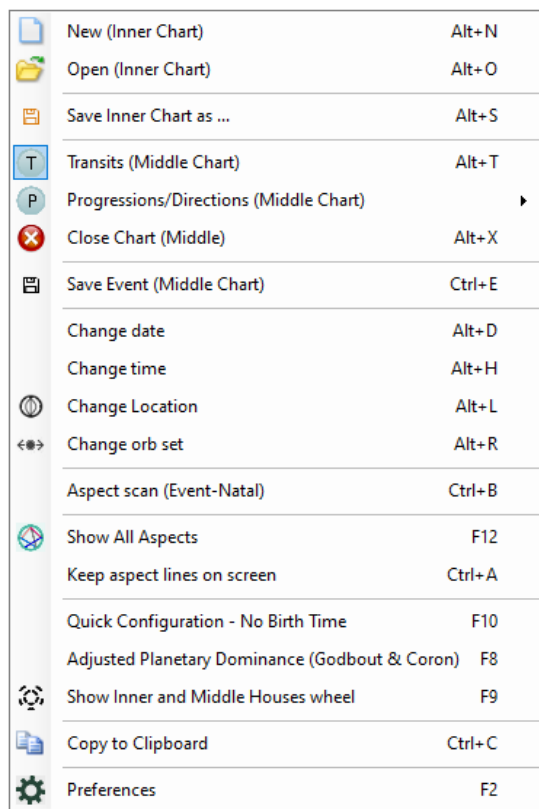 New (Inner Chart) Alt+N
Open (Inner Chart) Alt+O
Save Inner Chart as ... Alt+S
T Transits (Middle Chart) Alt+T
P Progressions/Directions (Middle Chart)
Close Chart (Middle) Alt+X
Save Event (Middle Chart) Ctrl+E
Change date Alt+D
Change time Alt+H
Change Location Alt+L
Change orb set Alt+R
Aspect scan (Event-Natal) Ctrl+B
Show All Aspects F12
Keep aspect lines on screen Ctrl+A
Quick Configuration - No Birth Time F10
Adjusted Planetary Dominance (Godbout & Coron) F8
Show Inner and Middle Houses wheel F9
Copy to Clipboard Ctrl+C
Preferences F2